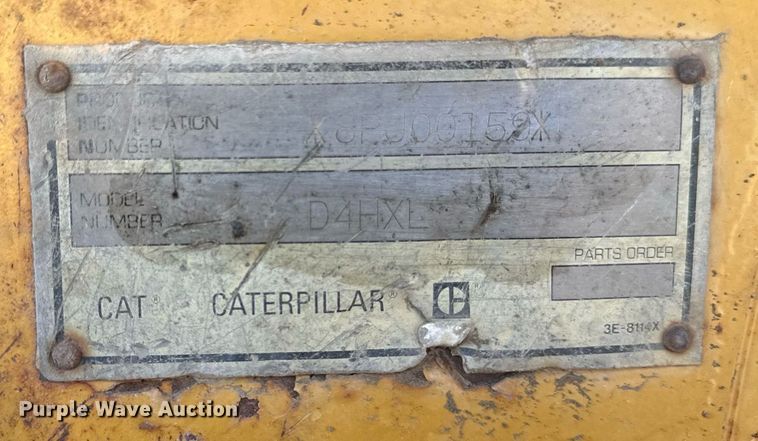 PRODUCT
IDENTIFICATION
NUMBER
MODEL
NUMBER
D4HXL
PARTS ORDER
CAT® CATERPILLAR®
3E-8114X
Purple Wave Auction